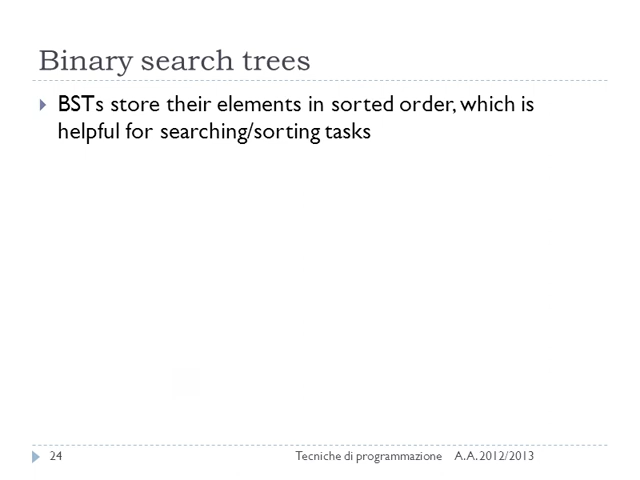 Binary search trees
BSTs store their elements in sorted order, which is
helpful for searching/sorting tasks
24 Tecniche di programmazione A.A. 2012/2013